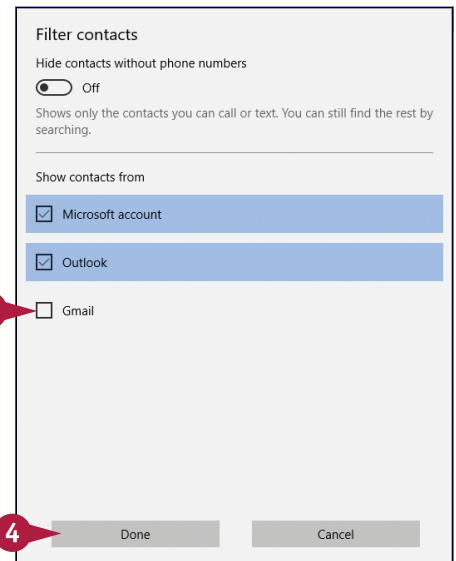 Filter contacts
Hide contacts without phone numbers
Off
Shows only the contacts you can call or text. You can still find the rest by
searching.
Show contacts from
Microsoft account
Outlook
Gmail
4
Done
Cancel